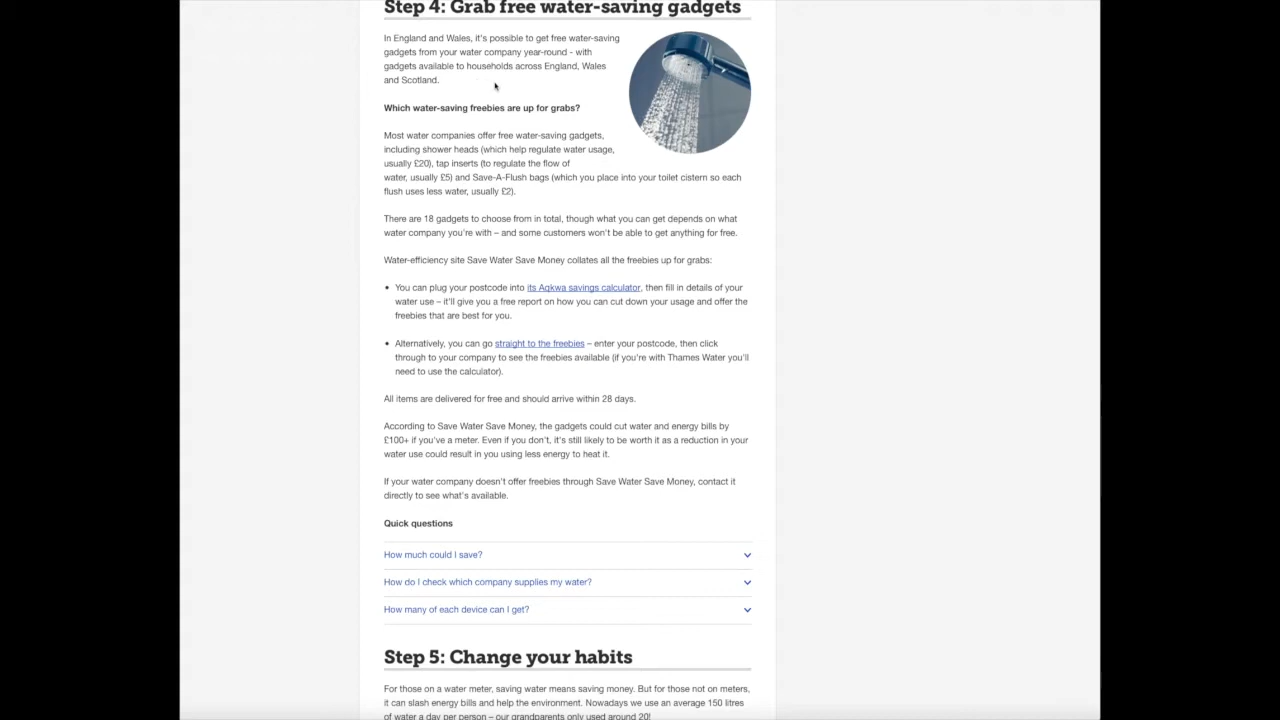 Step 4: Grab free water-saving gadgets
In England and Wales, it's possible to get free water-saving
gadgets from your water company year-round - with
gadgets available to households across England, Wales
and Scotland.
Which water-saving freebies are up for grabs?
Most water companies offer free water-saving gadgets,
including shower heads (which help regulate water usage,
usually £20), tap inserts (to regulate the flow of
water, usually £5) and Save-A-Flush bags (which you place into your toilet cistern so each
flush uses less water, usually £2).
There are 18 gadgets to choose from in total, though what you can get depends on what
water company you're with – and some customers won't be able to get anything for free.
Water-efficiency site Save Water Save Money collates all the freebies up for grabs:
• You can plug your postcode into its Aqkwa savings calculator, then fill in details of your
water use – it'll give you a free report on how you can cut down your usage and offer the
freebies that are best for you.
• Alternatively, you can go straight to the freebies – enter your postcode, then click
through to your company to see the freebies available (if you're with Thames Water you'll
need to use the calculator).
All items are delivered for free and should arrive within 28 days.
According to Save Water Save Money, the gadgets could cut water and energy bills by
£100+ if you've a meter. Even if you don't, it's still likely to be worth it as a reduction in your
water use could result in you using less energy to heat it.
If your water company doesn't offer freebies through Save Water Save Money, contact it
directly to see what's available.
Quick questions
How much could I save?
How do I check which company supplies my water?
How many of each device can I get?
Step 5: Change your habits
For those on a water meter, saving water means saving money. But for those not on meters,
it can slash energy bills and help the environment. Nowadays we use an average 150 litres
of water a day per person – our grandparents only used around 20!